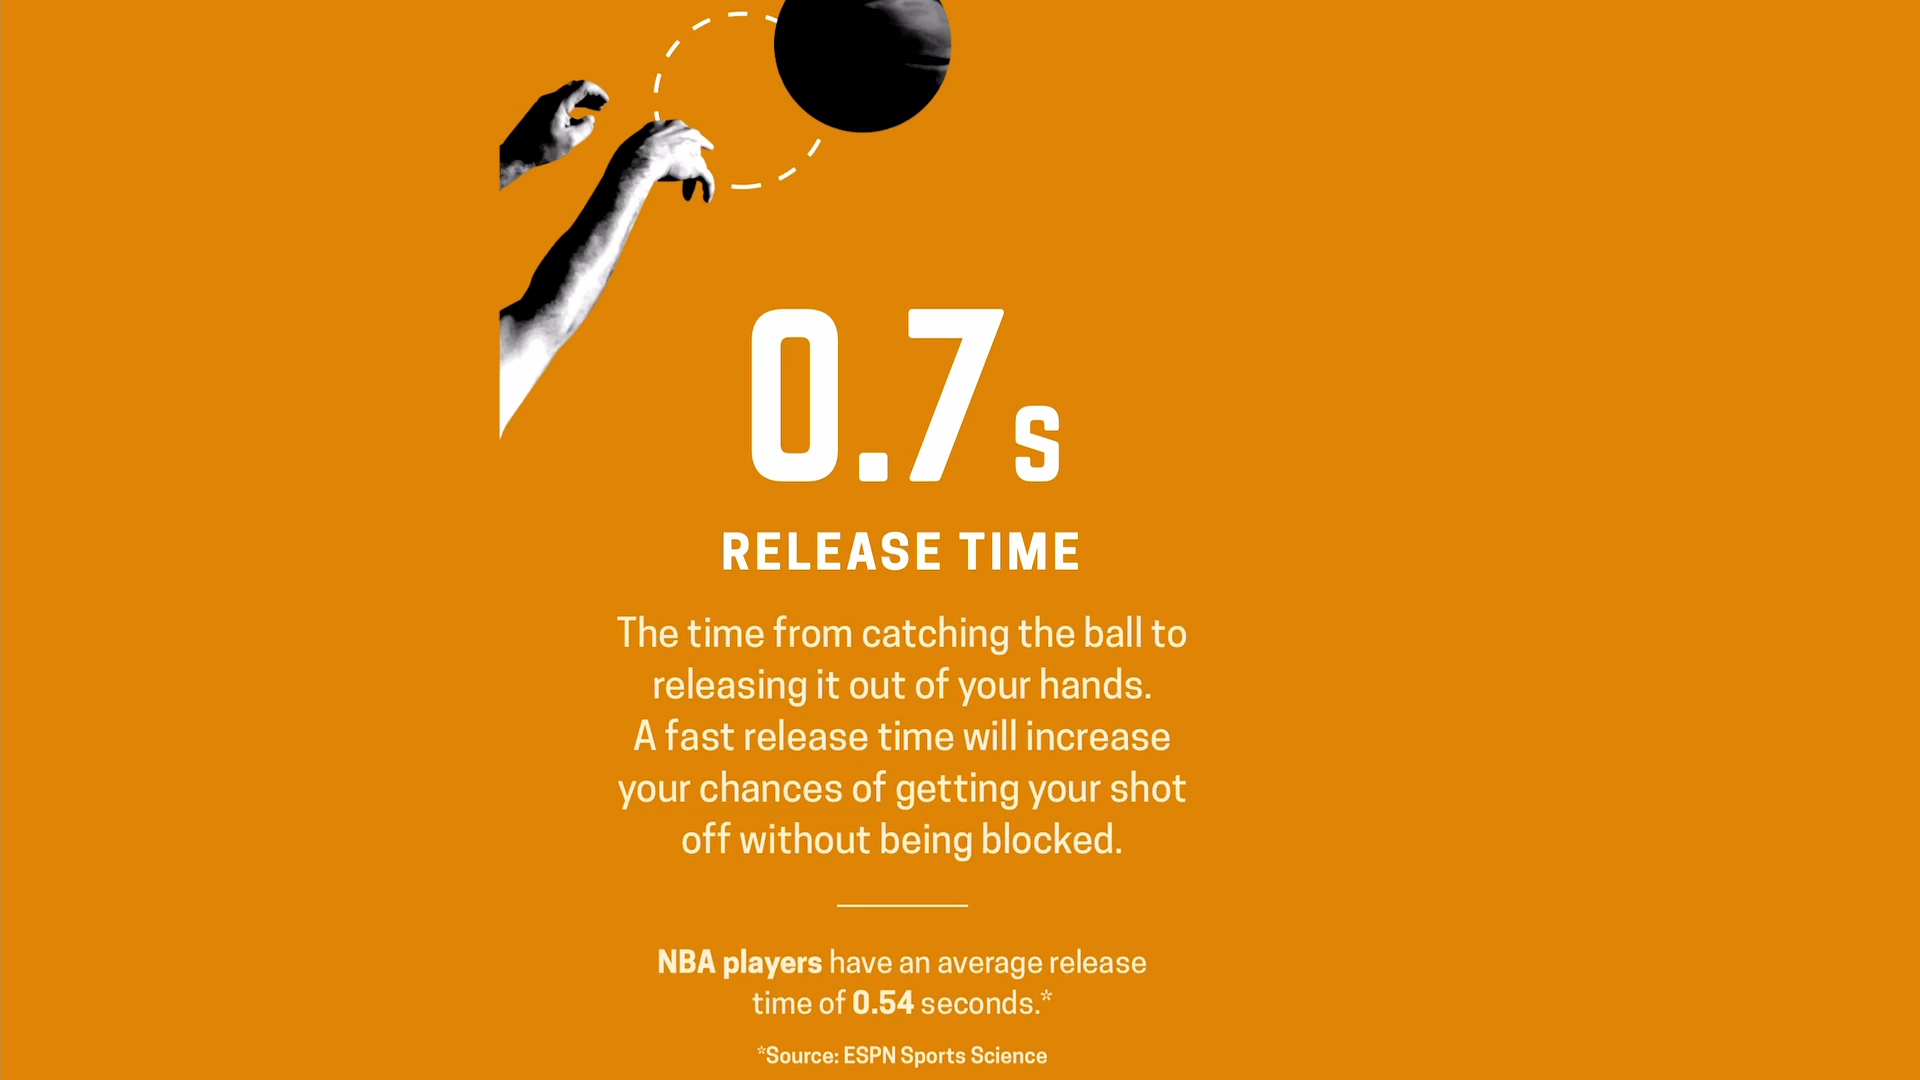 0.7 s
RELEASE TIME
The time from catching the ball to
releasing it out of your hands.
A fast release time will increase
your chances of getting your shot
off without being blocked.
NBA players have an average release
time of 0.54 seconds.*
*Source: ESPN Sports Science